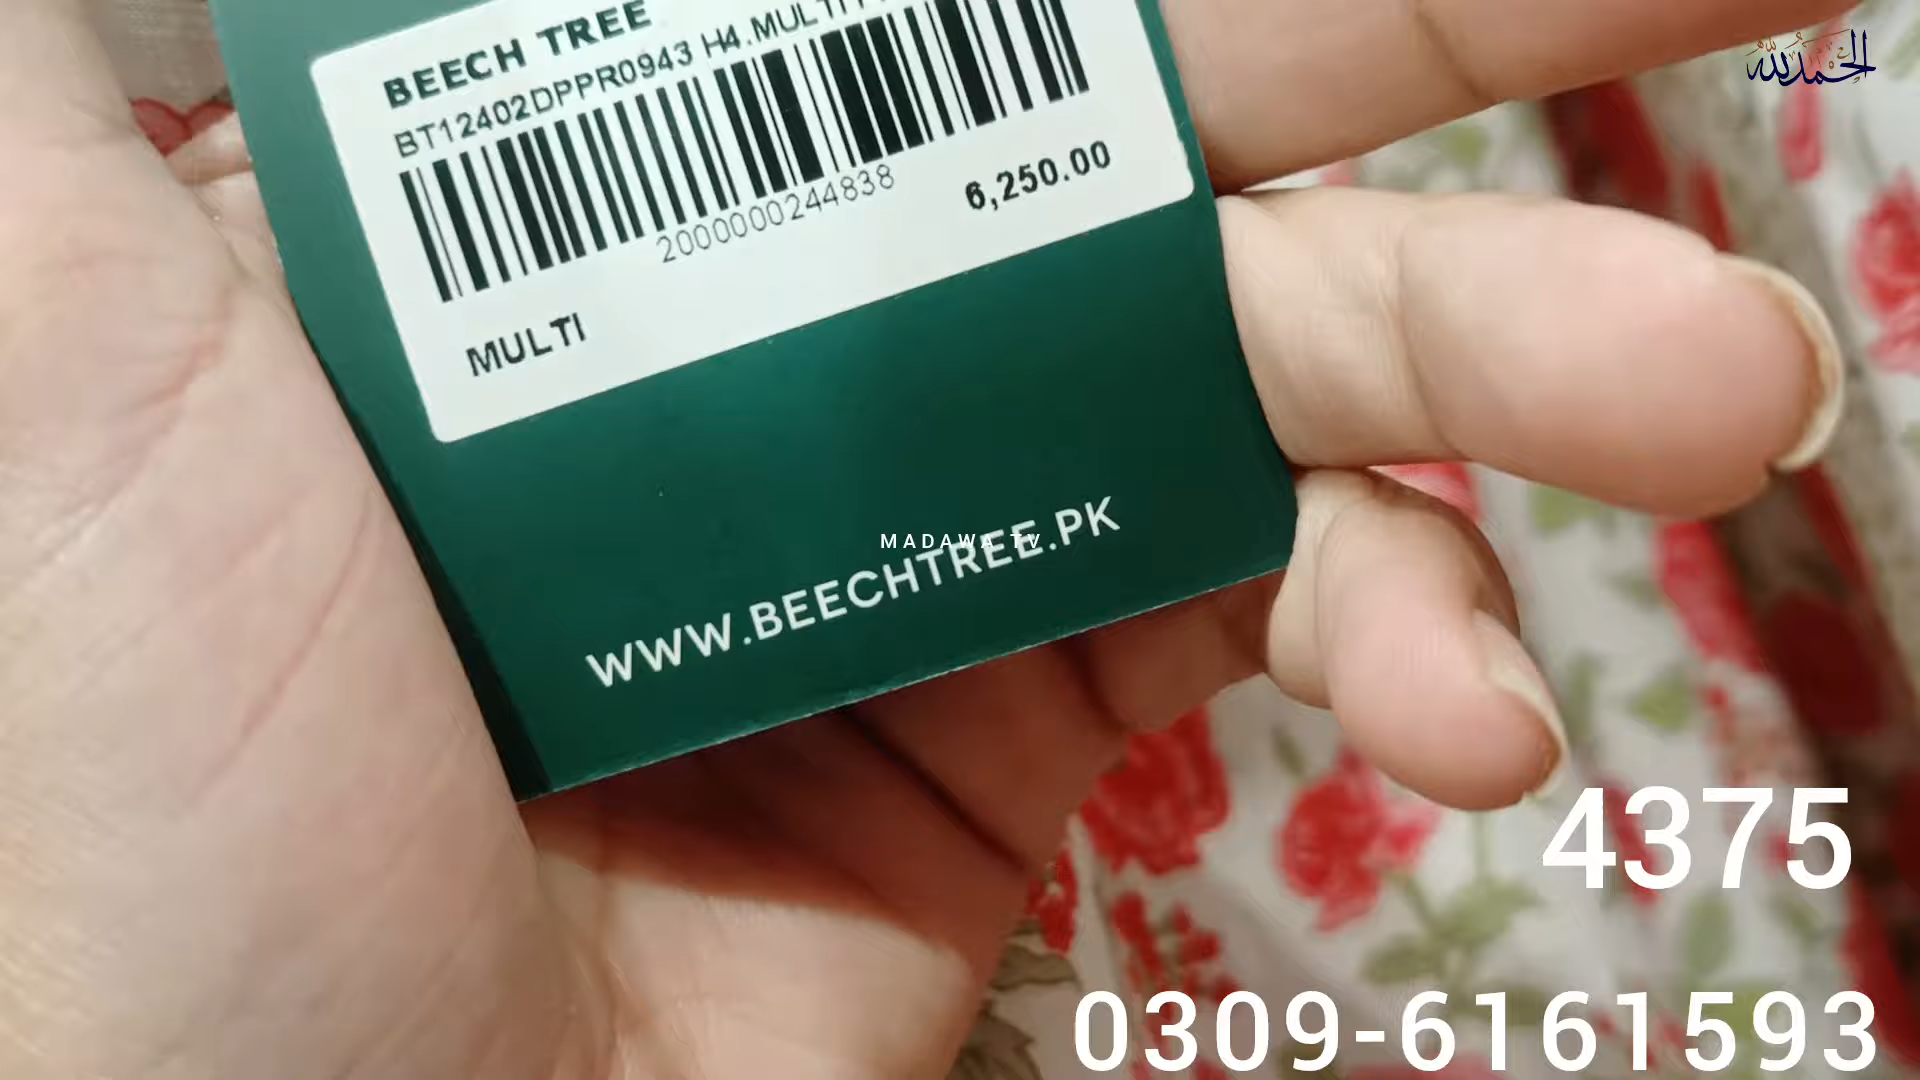 الحمدلله
BEECH TREE
BT12402DPPR0943 H4.MULTI
2000000244838
6,250.00
MULTI
MADAWA TV
WWW.BEECHTREE.PK
4375
0309-6161593